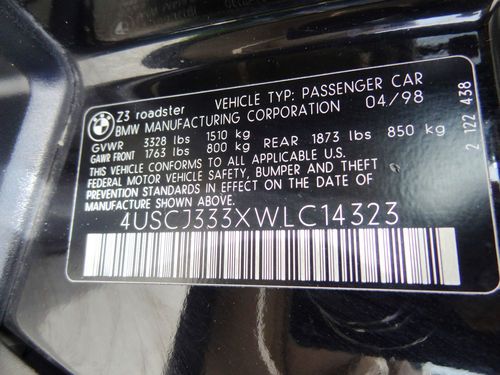 Z3 roadster VEHICLE TYP: PASSENGER CAR
BMW MANUFACTURING CORPORATION 04/98
GVWR 3328 lbs 1510 kg
GAWR FRONT 1763 lbs 800 kg REAR 1873 lbs 850 kg
THIS VEHICLE CONFORMS TO ALL APPLICABLE
FEDERAL MOTOR VEHICLE SAFETY, BUMPER AND THEFT
PREVENTION STANDARDS IN EFFECT ON THE DATE OF
MANUFACTURE SHOWN ABOVE.
4USCJ333XWLC14323
2 122 438